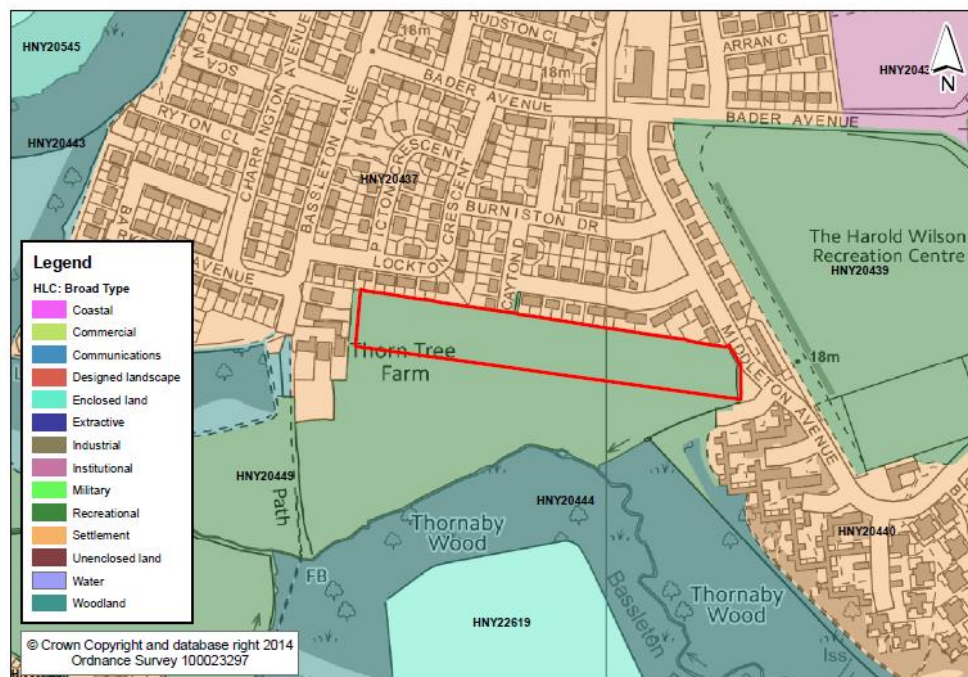 HNY20545
RUDSTON CL
18m
ARRAN C
N
BADER AVENUE
18m
BADER AVENUE
RYTON CL
CHARRINGTON AVENUE
BASSLETON LANE
HNY20443
PICTON CRESCENT
HNY20437
CRESCENT
BURNISTON DR
LOCKTON
AVENUE
CAYTON D
The Harold Wilson
Recreation Centre
HNY20439
MIDDLETON AVENUE
18m
Thorn Tree
Farm
HNY20449
Path
HNY20444
Thornaby
Wood
HNY20440
FB
Thornaby
Wood
Bassleton
HNY22619
Iss
Legend
HLC: Broad Type
Coastal
Commercial
Communications
Designed landscape
Enclosed land
Extractive
Industrial
Institutional
Military
Recreational
Settlement
Unenclosed land
Water
Woodland
© Crown Copyright and database right 2014
Ordnance Survey 100023297